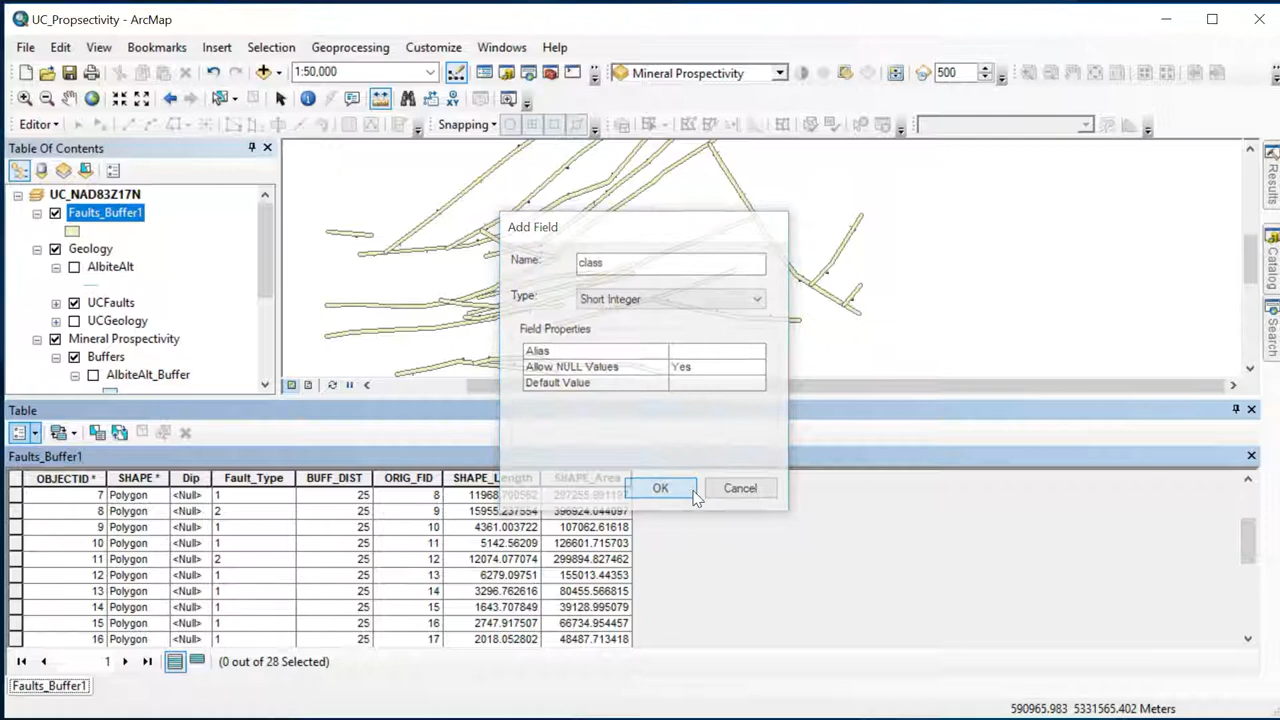 UC_Propsectivity - ArcMap
File Edit View Bookmarks Insert Selection Geoprocessing Customize Windows Help
1:50,000 Mineral Prospectivity 500
Editor Snapping
Table Of Contents
UC_NAD83Z17N
Faults_Buffer1
Geology
AlbiteAlt
UCFaults
UCGeology
Mineral Prospectivity
Buffers
AlbiteAlt_Buffer
Results
Catalog
Search
Add Field
Name: class
Type: Short Integer
Field Properties
Alias
Allow NULL Values Yes
Default Value
OK Cancel
Table
Faults_Buffer1
OBJECTID * SHAPE * Dip Fault_Type BUFF_DIST ORIG_FID SHAPE_Length SHAPE_Area
7 Polygon <Null> 1 25 8 11968.700562 297255.991197
8 Polygon <Null> 2 25 9 15955.237554 396924.044097
9 Polygon <Null> 1 25 10 4361.003722 107062.61618
10 Polygon <Null> 1 25 11 5142.56209 126601.715703
11 Polygon <Null> 2 25 12 12074.077074 299894.827462
12 Polygon <Null> 1 25 13 6279.09751 155013.44353
13 Polygon <Null> 1 25 14 3296.762616 80455.566815
14 Polygon <Null> 1 25 15 1643.707849 39128.995079
15 Polygon <Null> 1 25 16 2747.917507 66734.954457
16 Polygon <Null> 1 25 17 2018.052802 48487.713418
1 (0 out of 28 Selected)
Faults_Buffer1
590965.983 5331565.402 Meters